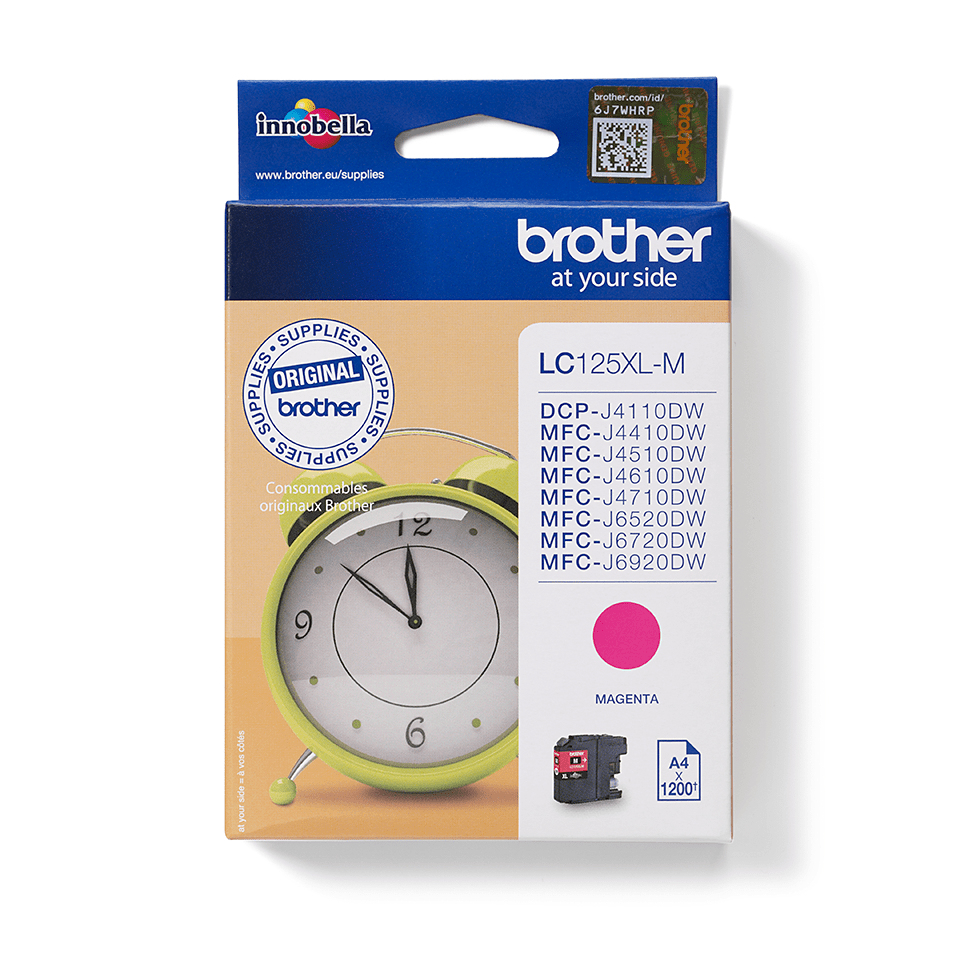 innobella
www.brother.eu/supplies
brother.com/id/
6J7WHRP
brother
brother
at your side
SUPPLIES • SUPPLIES • SUPPLIES • SUPPLIES •
ORIGINAL
brother
Consommables
originaux Brother
12
9
6
at your side = à vos côtés
LC125XL-M
DCP-J4110DW
MFC-J4410DW
MFC-J4510DW
MFC-J4610DW
MFC-J4710DW
MFC-J6520DW
MFC-J6720DW
MFC-J6920DW
MAGENTA
brother
M
XL
A4
x
1200†